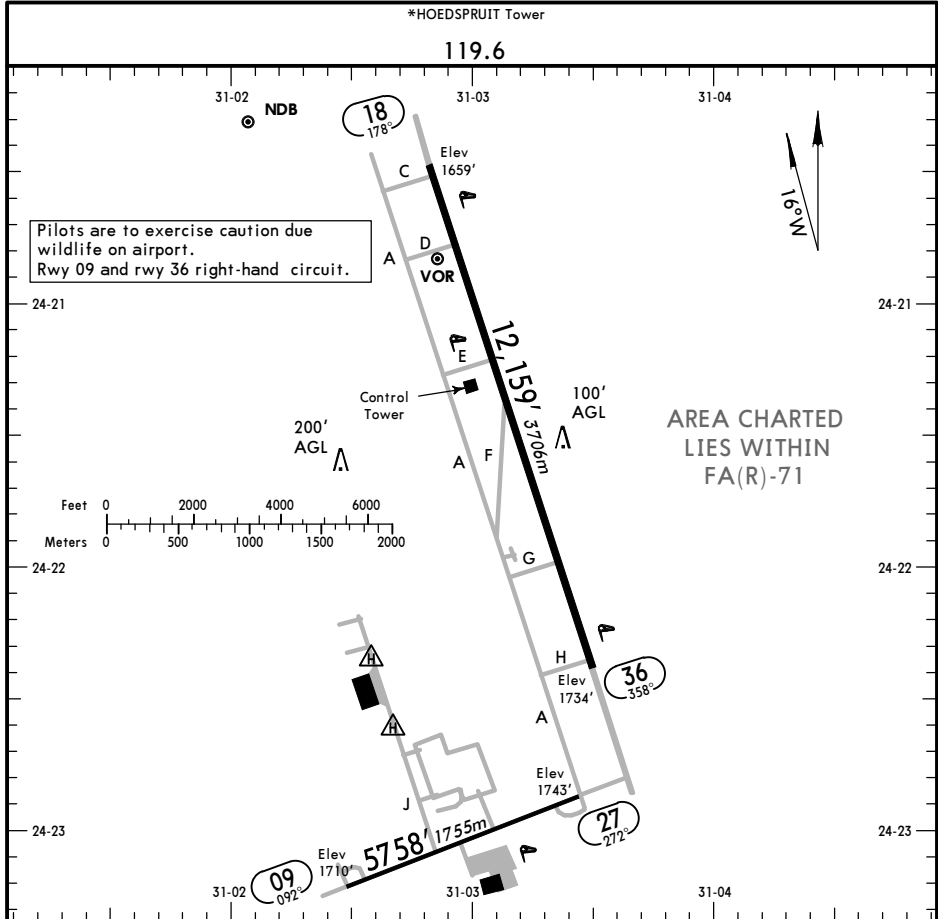 *HOEDSPRUIT Tower
119.6
31-02
31-03
31-04
NDB
18
178°
Elev
1659'
C
16°W
Pilots are to exercise caution due
wildlife on airport.
Rwy 09 and rwy 36 right-hand circuit.
D
A
VOR
24-21
24-21
E
12,159' 3706m
Control
Tower
100'
AGL
AREA CHARTED
LIES WITHIN
FA(R)-71
200'
AGL
A
F
Feet 0 2000 4000 6000
Meters 0 500 1000 1500 2000
24-22
24-22
G
H
H
Elev
1734'
36
358°
A
H
Elev
1743'
J
27
272°
24-23
24-23
5758' 1755m
Elev
1710'
09
092°
31-02
31-03
31-04